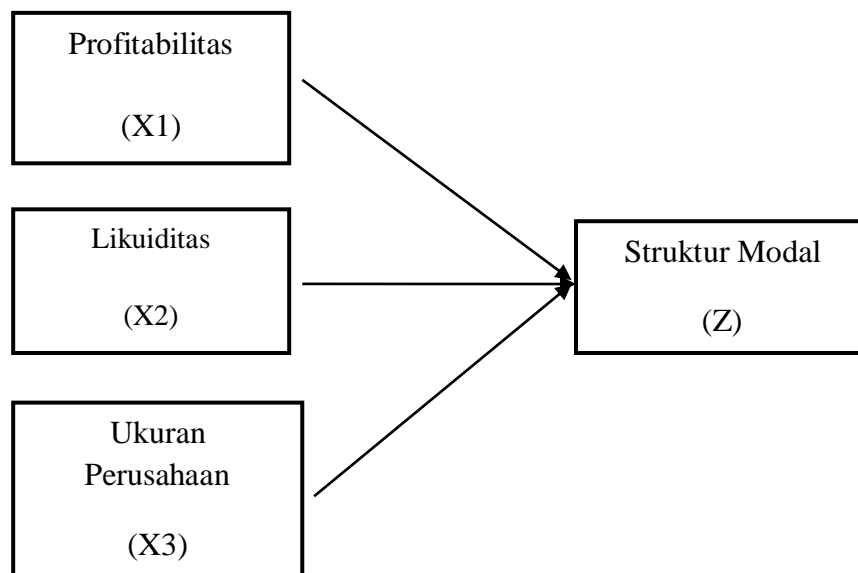 Profitabilitas
(X1)
Likuiditas
(X2)
Ukuran
Perusahaan
(X3)
Struktur Modal
(Z)